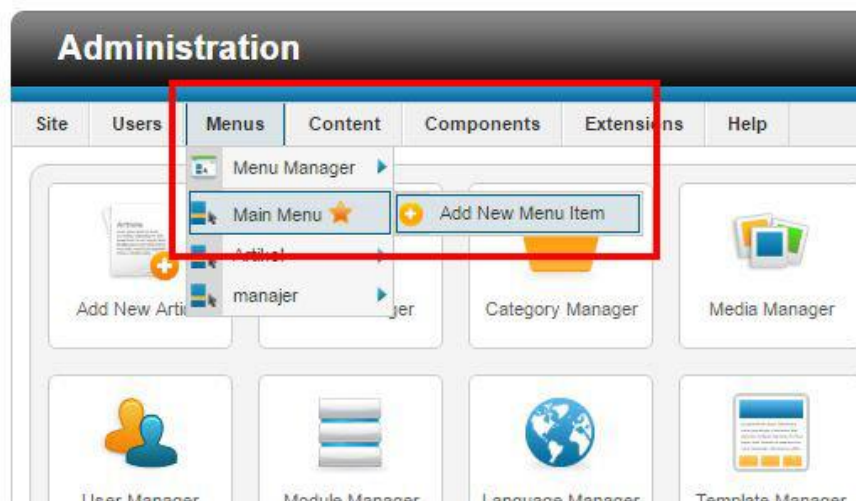 Administration
Site Users Menus Content Components Extensions Help
Menu Manager
Main Menu Add New Menu Item
Artikel
manajer
Add New Category Manager Media Manager
User Manager Module Manager Language Manager Template Manager